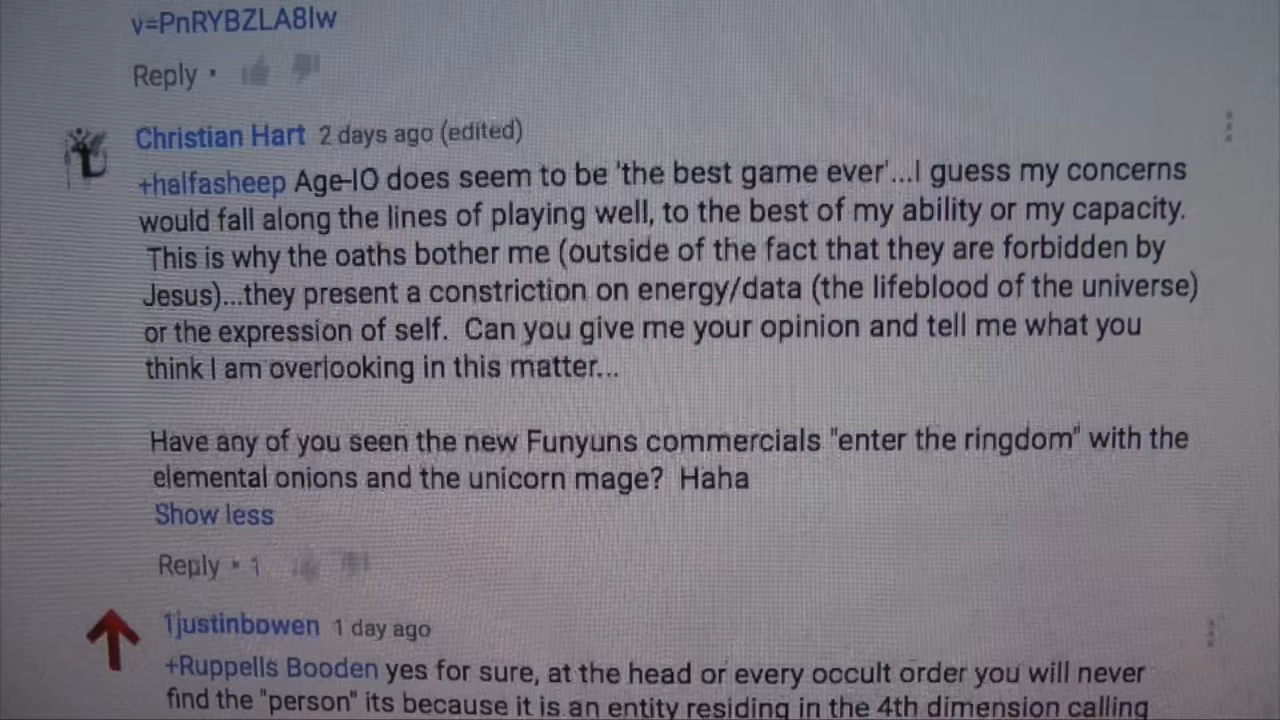 v=PnRYBZLA8lw
Reply •
Christian Hart 2 days ago (edited)
+halfasheep Age-IO does seem to be 'the best game ever'...I guess my concerns
would fall along the lines of playing well, to the best of my ability or my capacity.
This is why the oaths bother me (outside of the fact that they are forbidden by
Jesus)...they present a constriction on energy/data (the lifeblood of the universe)
or the expression of self. Can you give me your opinion and tell me what you
think I am overlooking in this matter...
Have any of you seen the new Funyuns commercials "enter the ringdom" with the
elemental onions and the unicorn mage? Haha
Show less
Reply • 1
1justinbowen 1 day ago
+Ruppells Booden yes for sure, at the head or every occult order you will never
find the "person" its because it is an entity residing in the 4th dimension calling